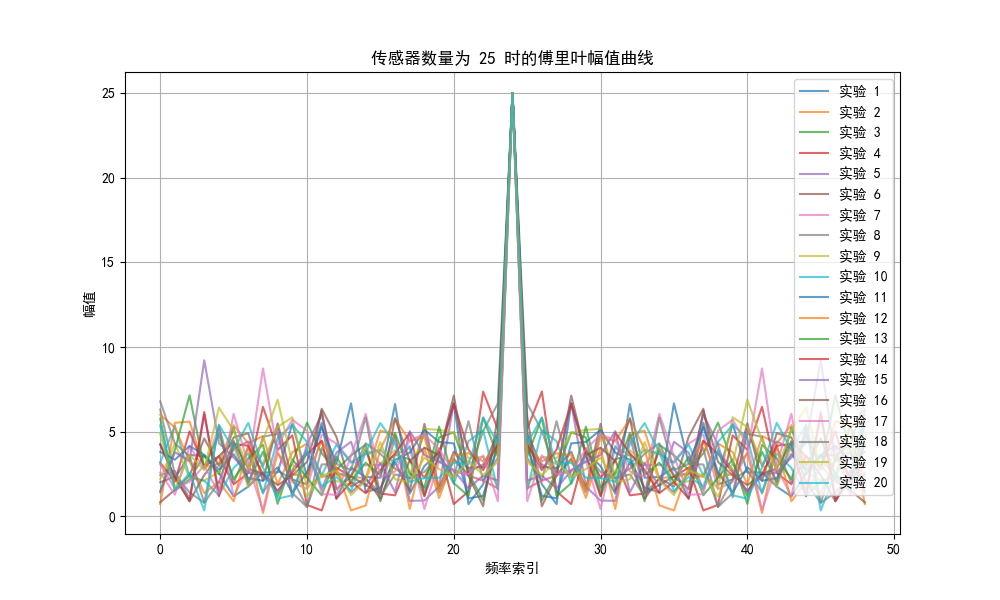 传感器数量为 25 时的傅里叶幅值曲线
幅值
25
20
15
10
5
0
0
10
20
30
40
50
频率索引
实验 1
实验 2
实验 3
实验 4
实验 5
实验 6
实验 7
实验 8
实验 9
实验 10
实验 11
实验 12
实验 13
实验 14
实验 15
实验 16
实验 17
实验 18
实验 19
实验 20